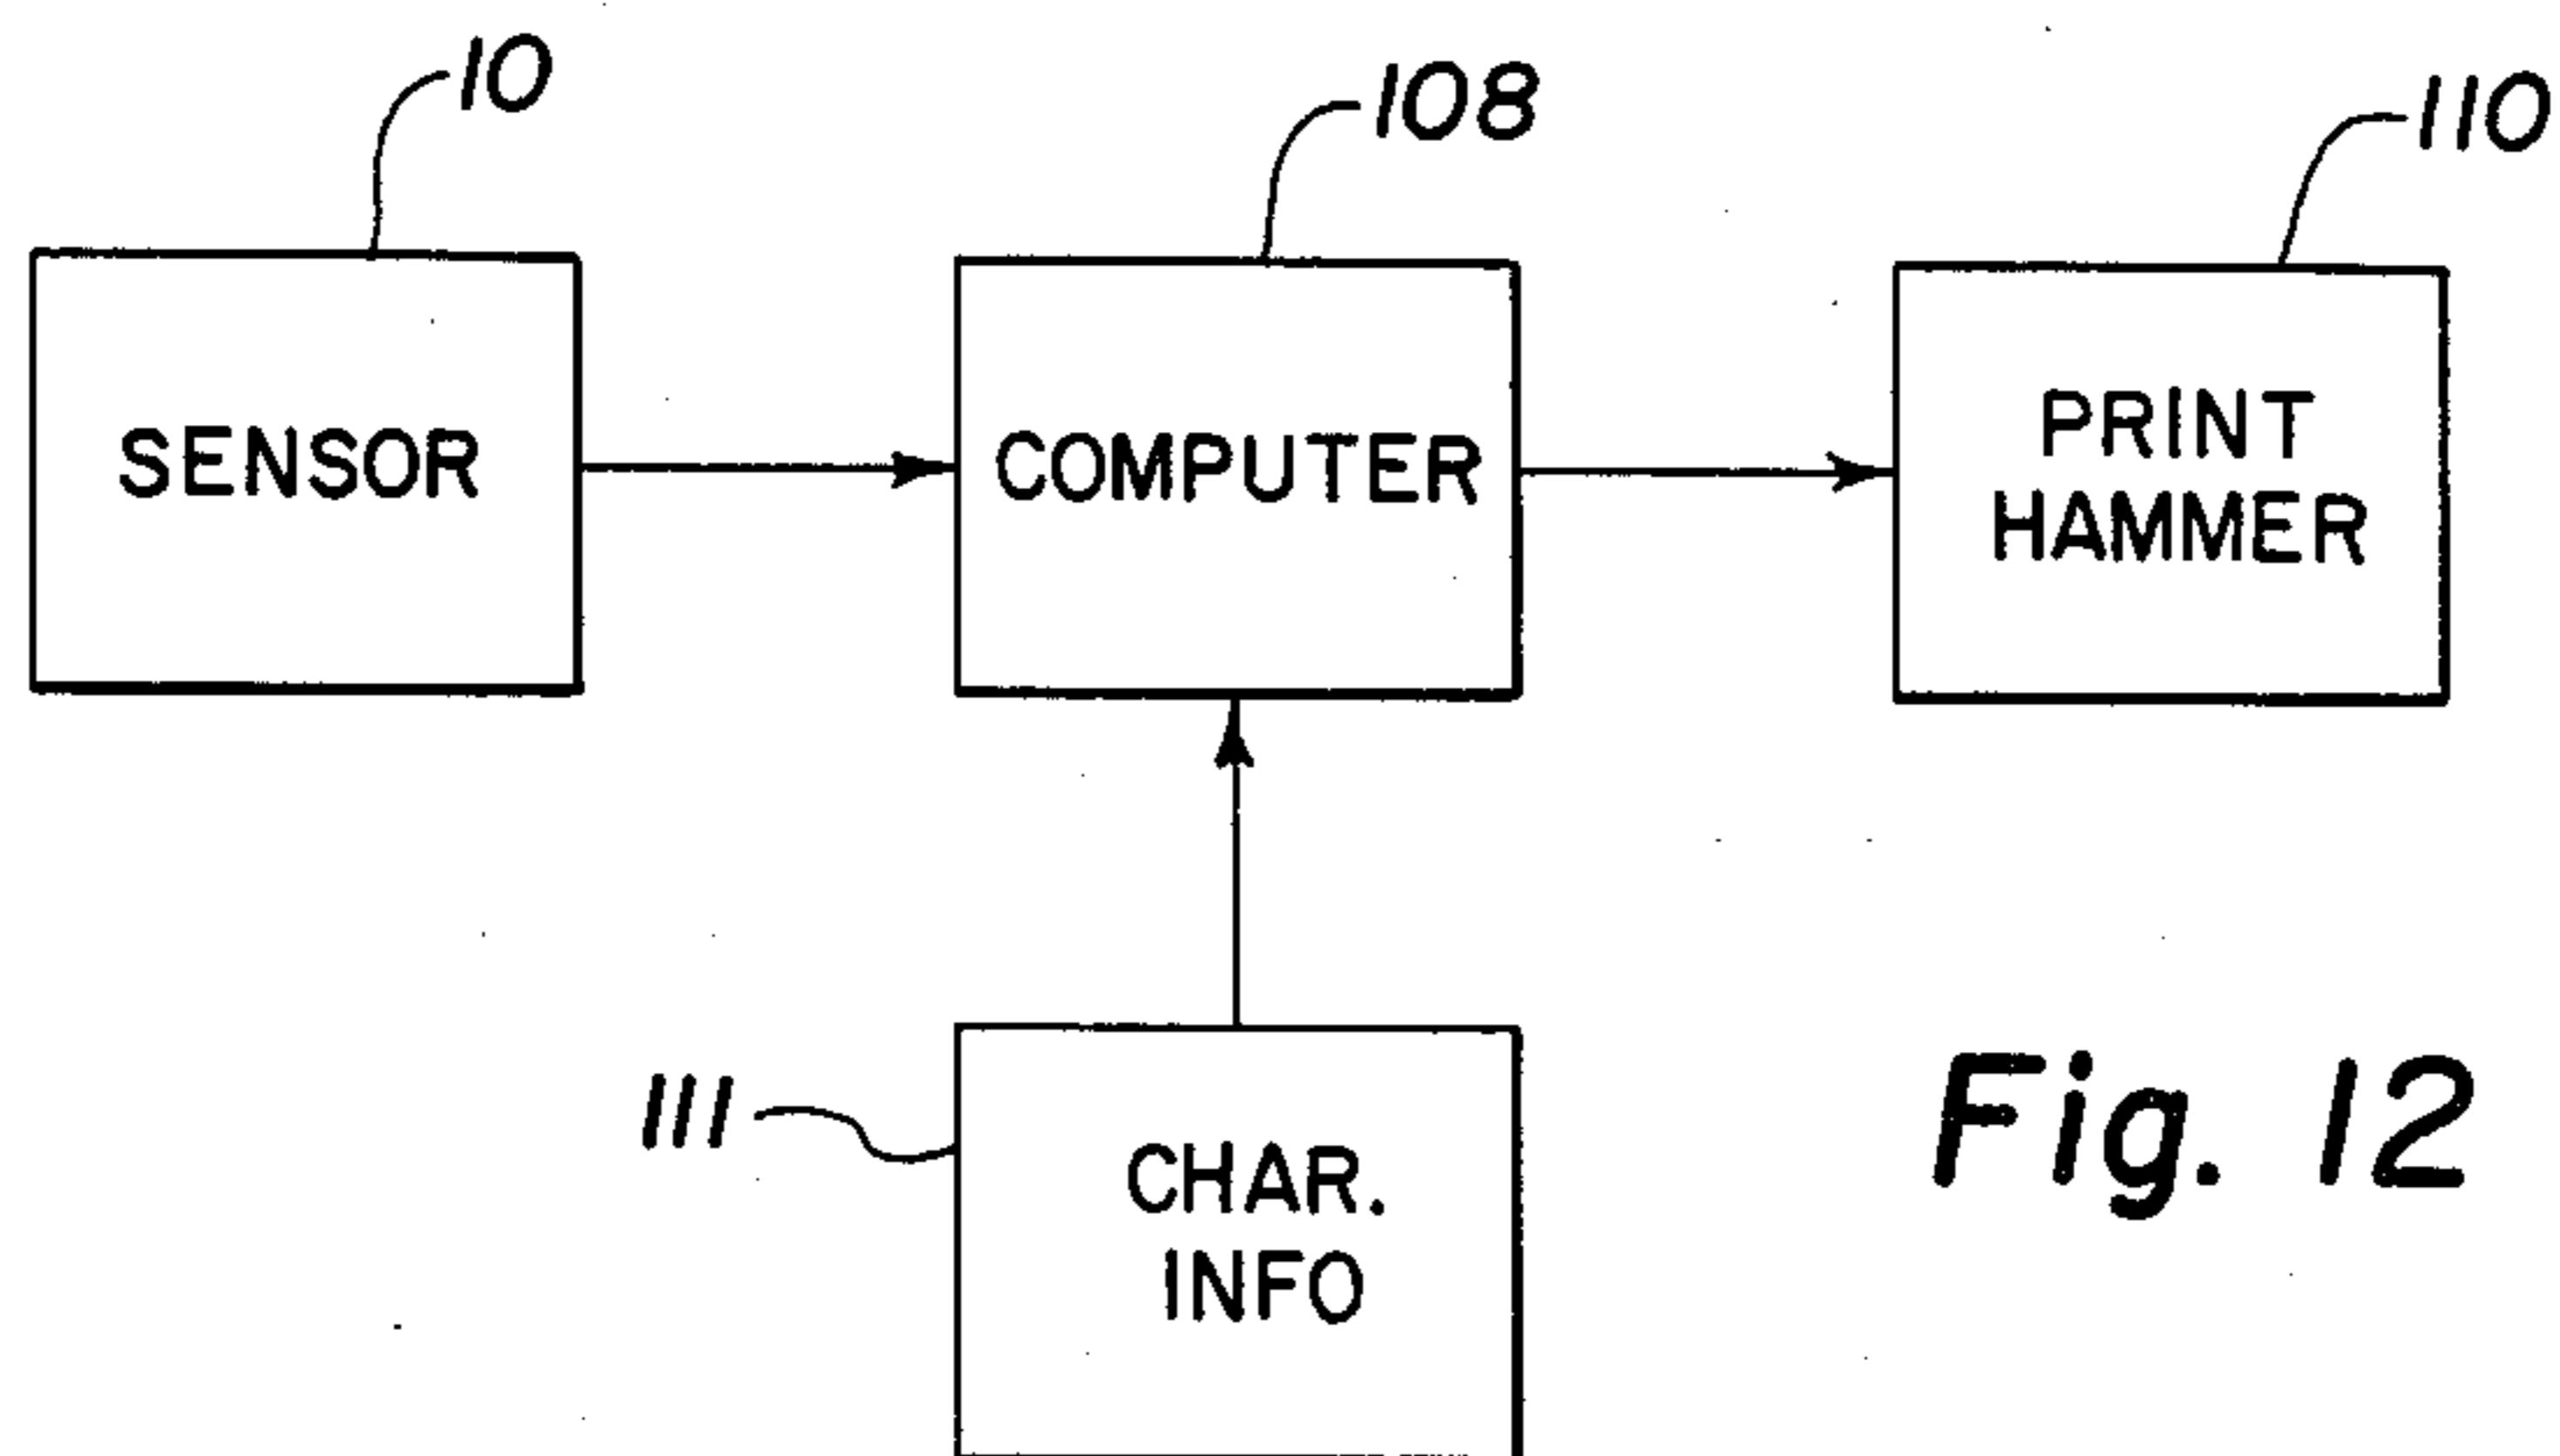 10
108
110
SENSOR
COMPUTER
PRINT
HAMMER
111
CHAR.
INFO
Fig. 12